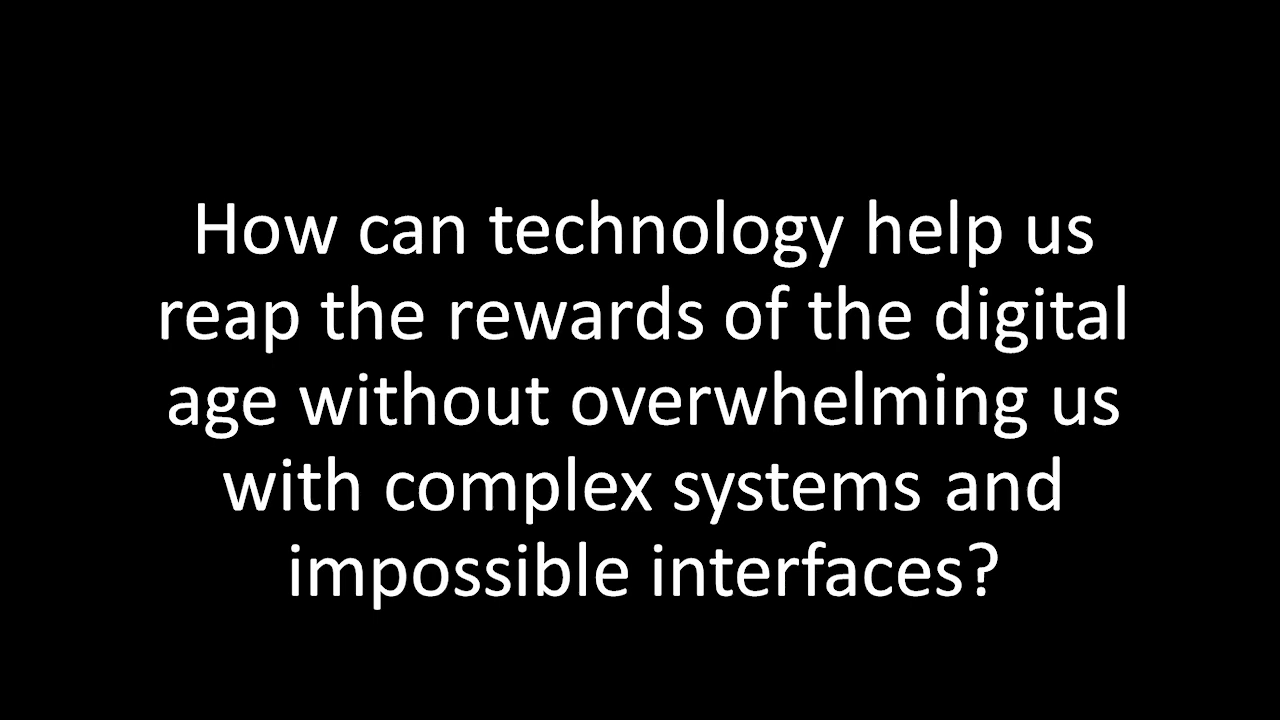 How can technology help us
reap the rewards of the digital
age without overwhelming us
with complex systems and
impossible interfaces?